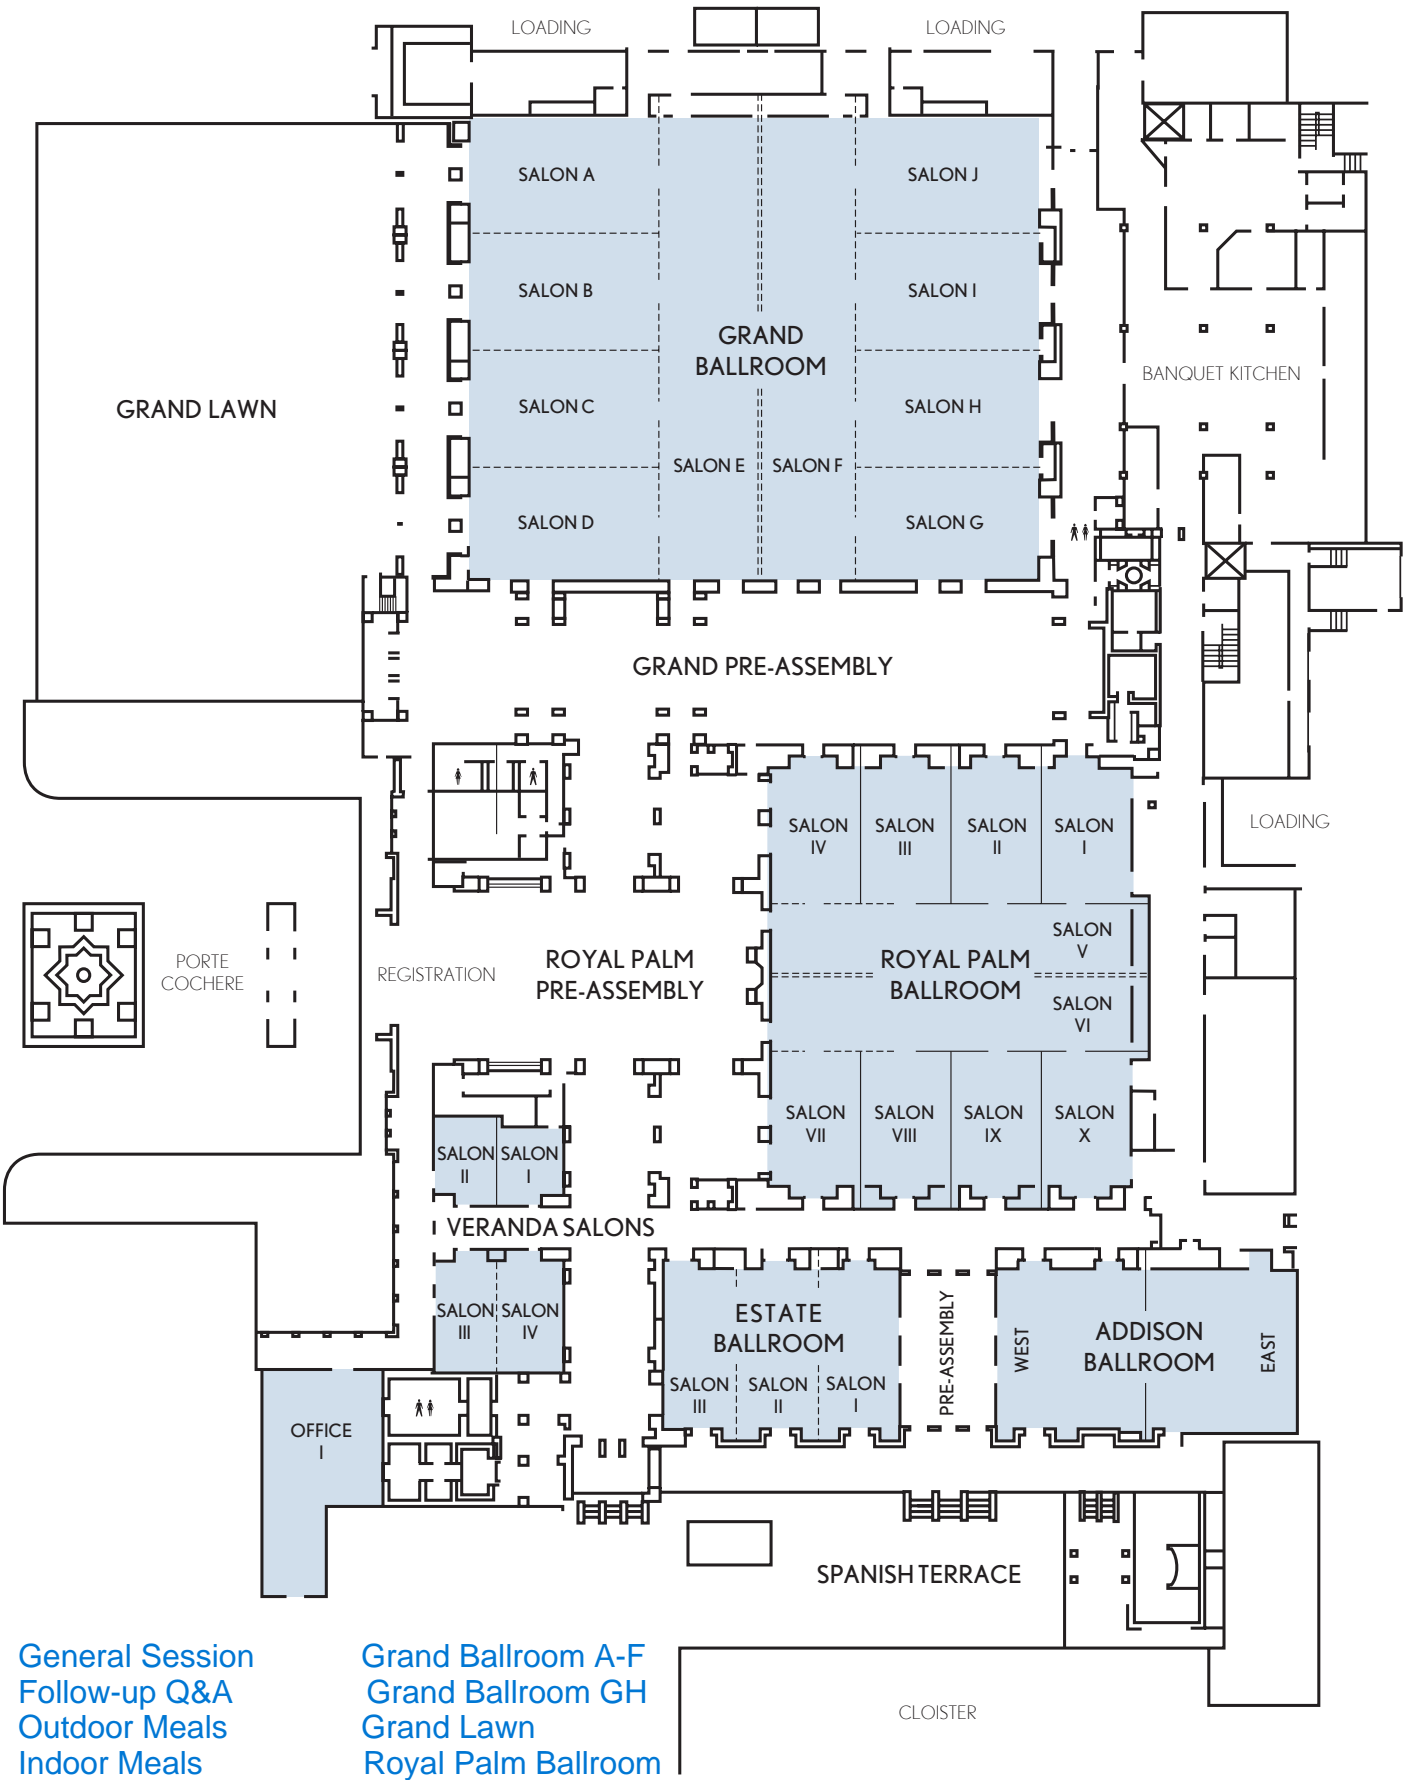 LOADING
LOADING
SALON A
SALON J
SALON B
SALON I
GRAND
BALLROOM
BANQUET KITCHEN
GRAND LAWN
SALON C
SALON H
SALON E
SALON F
SALON D
SALON G
GRAND PRE-ASSEMBLY
SALON
IV
SALON
III
SALON
II
SALON
I
LOADING
SALON
V
PORTE
COCHERE
REGISTRATION
ROYAL PALM
PRE-ASSEMBLY
ROYAL PALM
BALLROOM
SALON
VI
SALON
VII
SALON
VIII
SALON
IX
SALON
X
SALON
II
SALON
I
VERANDA SALONS
SALON
III
SALON
IV
ESTATE
BALLROOM
PRE-ASSEMBLY
WEST
ADDISON
BALLROOM
EAST
SALON
III
SALON
II
SALON
I
OFFICE
I
SPANISH TERRACE
CLOISTER
General Session Grand Ballroom A-F
Follow-up Q&A Grand Ballroom GH
Outdoor Meals Grand Lawn
Indoor Meals Royal Palm Ballroom